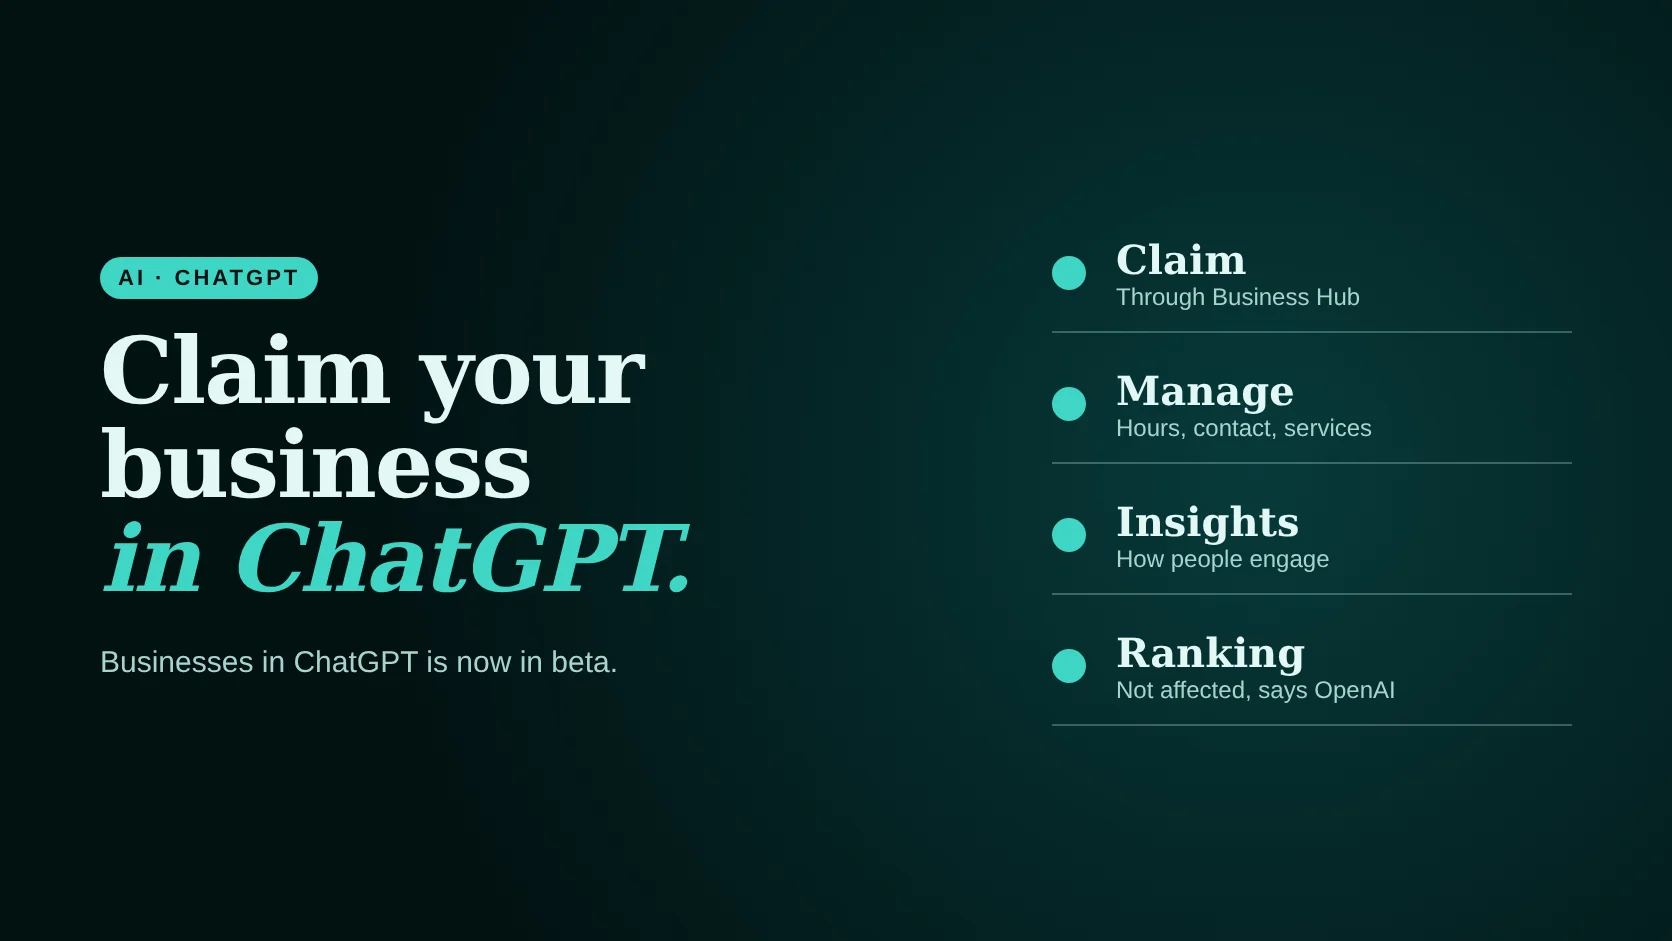 AI · CHATGPT
Claim your
business
in ChatGPT.
Businesses in ChatGPT is now in beta.
Claim
Through Business Hub
Manage
Hours, contact, services
Insights
How people engage
Ranking
Not affected, says OpenAI